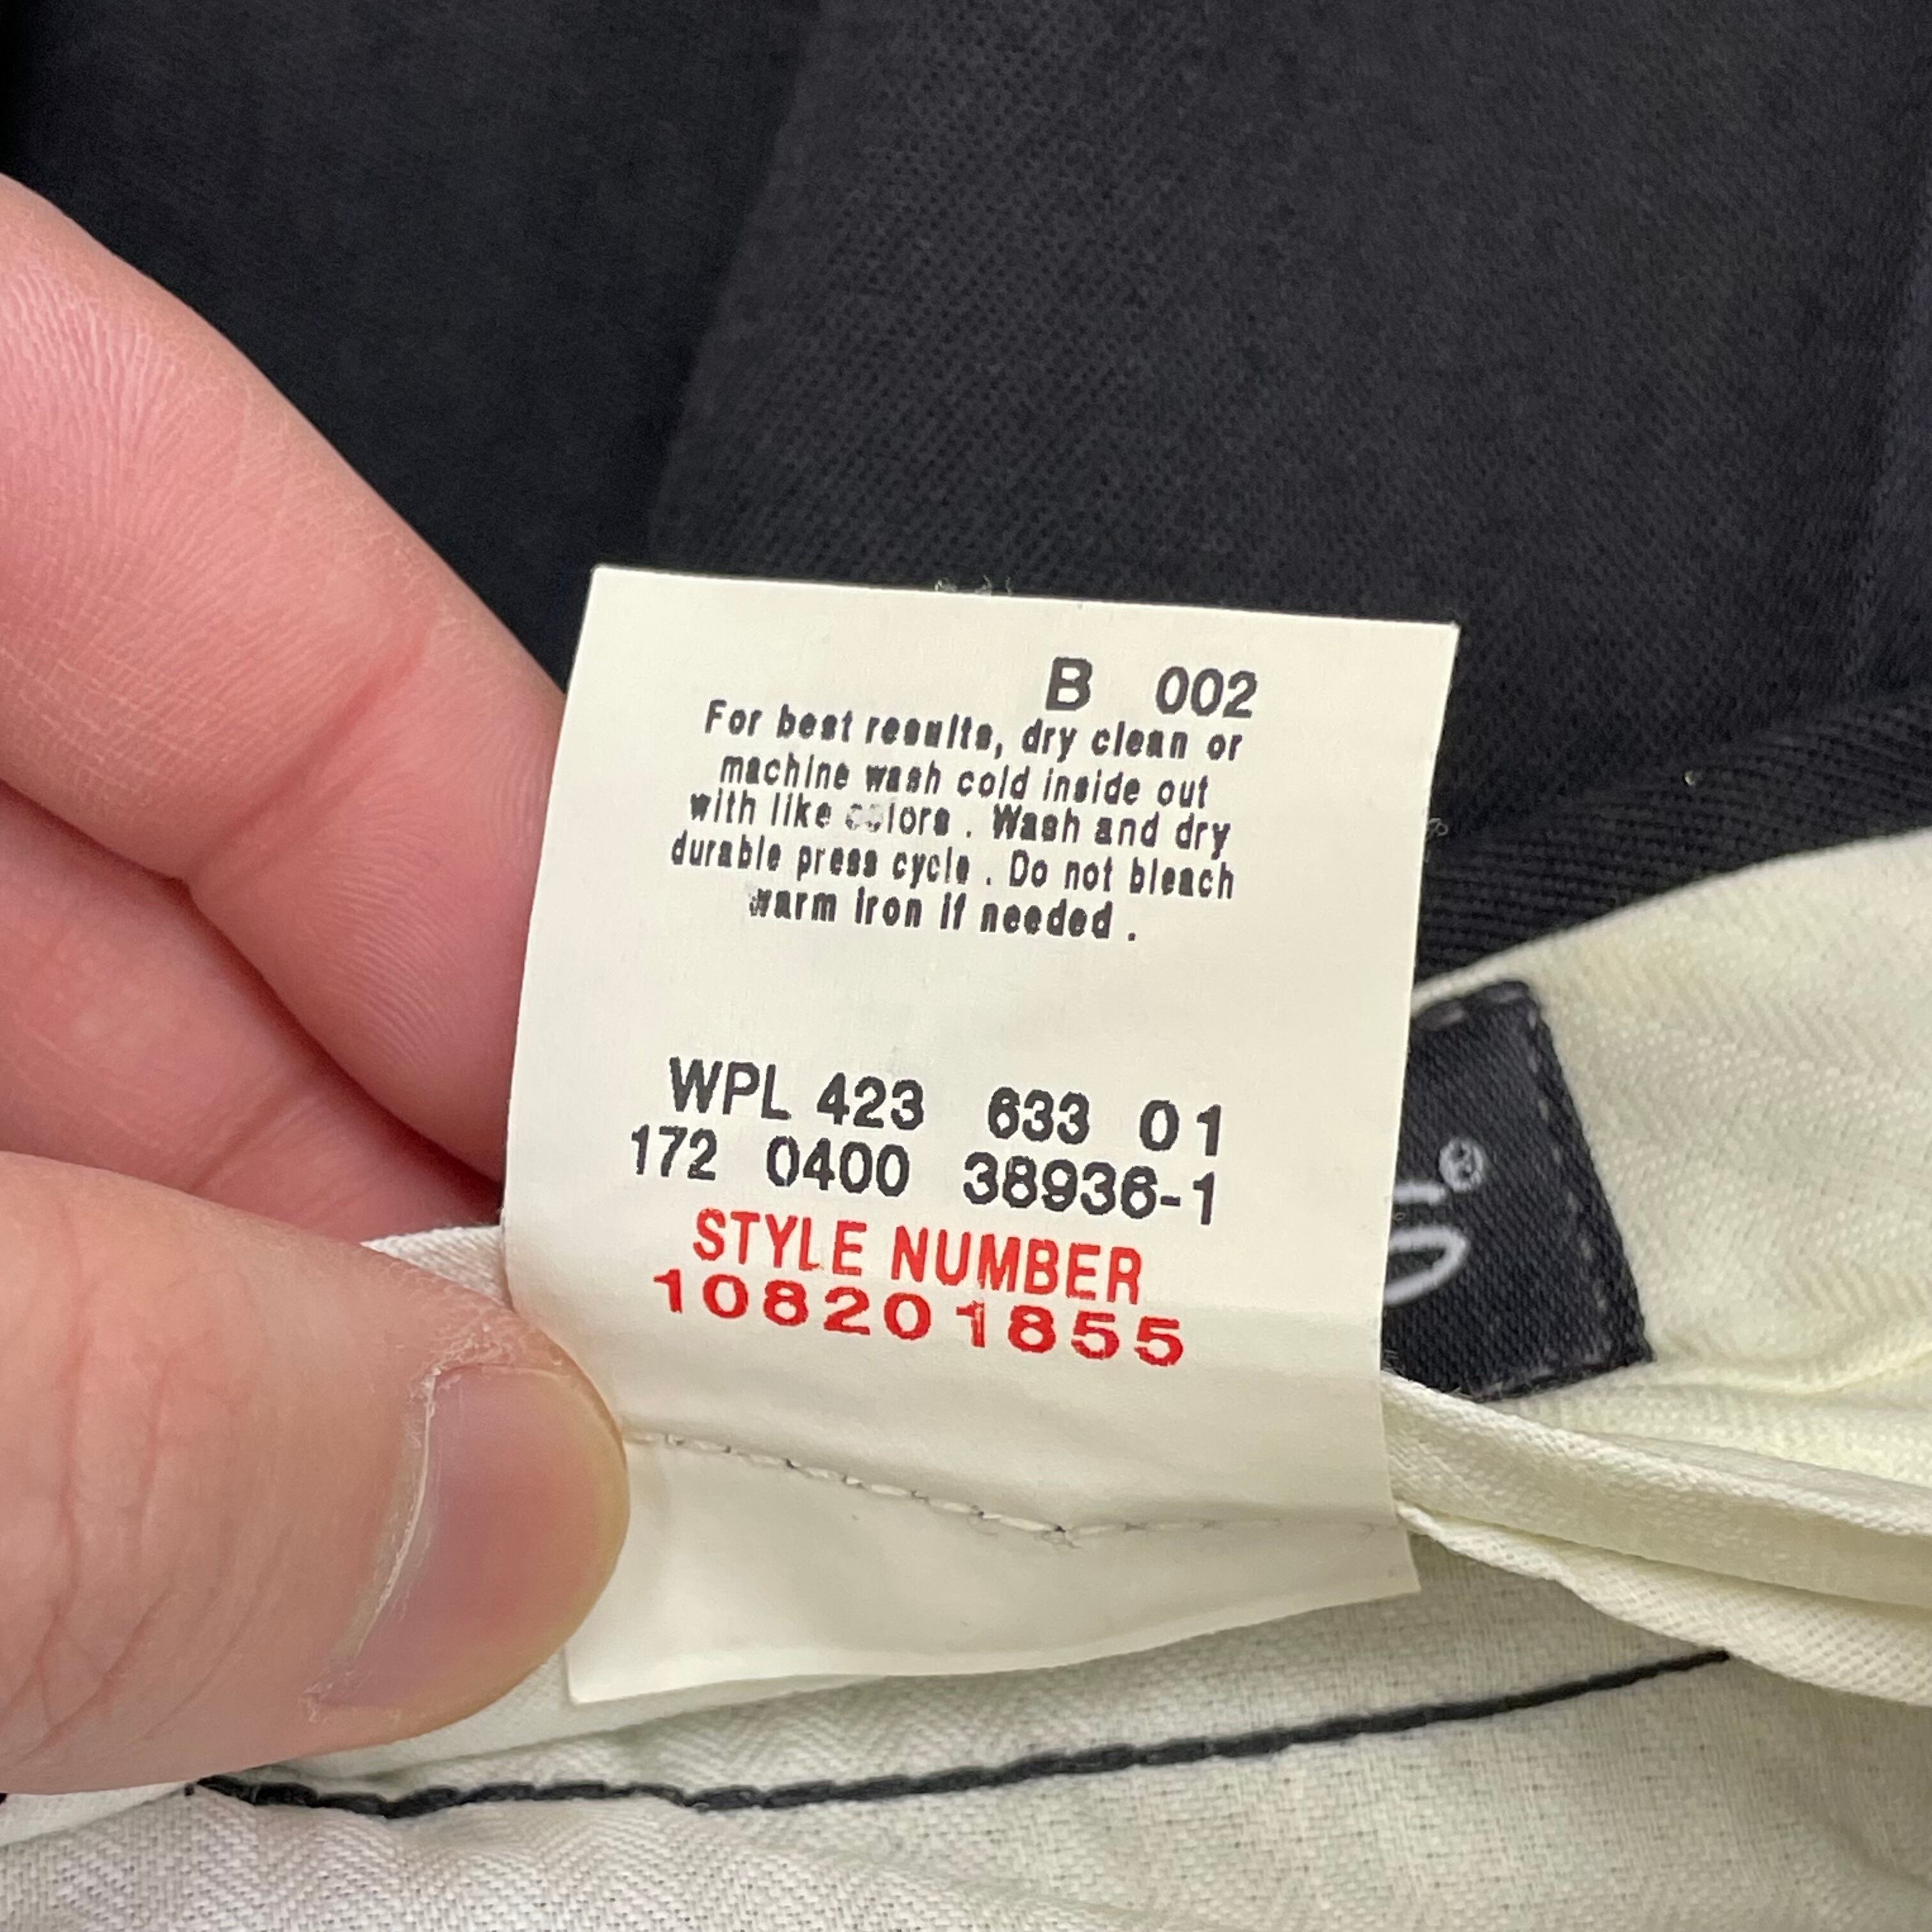 B 002
For best results, dry clean or
machine wash cold inside out
with like colors . Wash and dry
durable press cycle . Do not bleach
warm iron if needed .
WPL 423 633 01
172 0400 38936-1
STYLE NUMBER
108201855